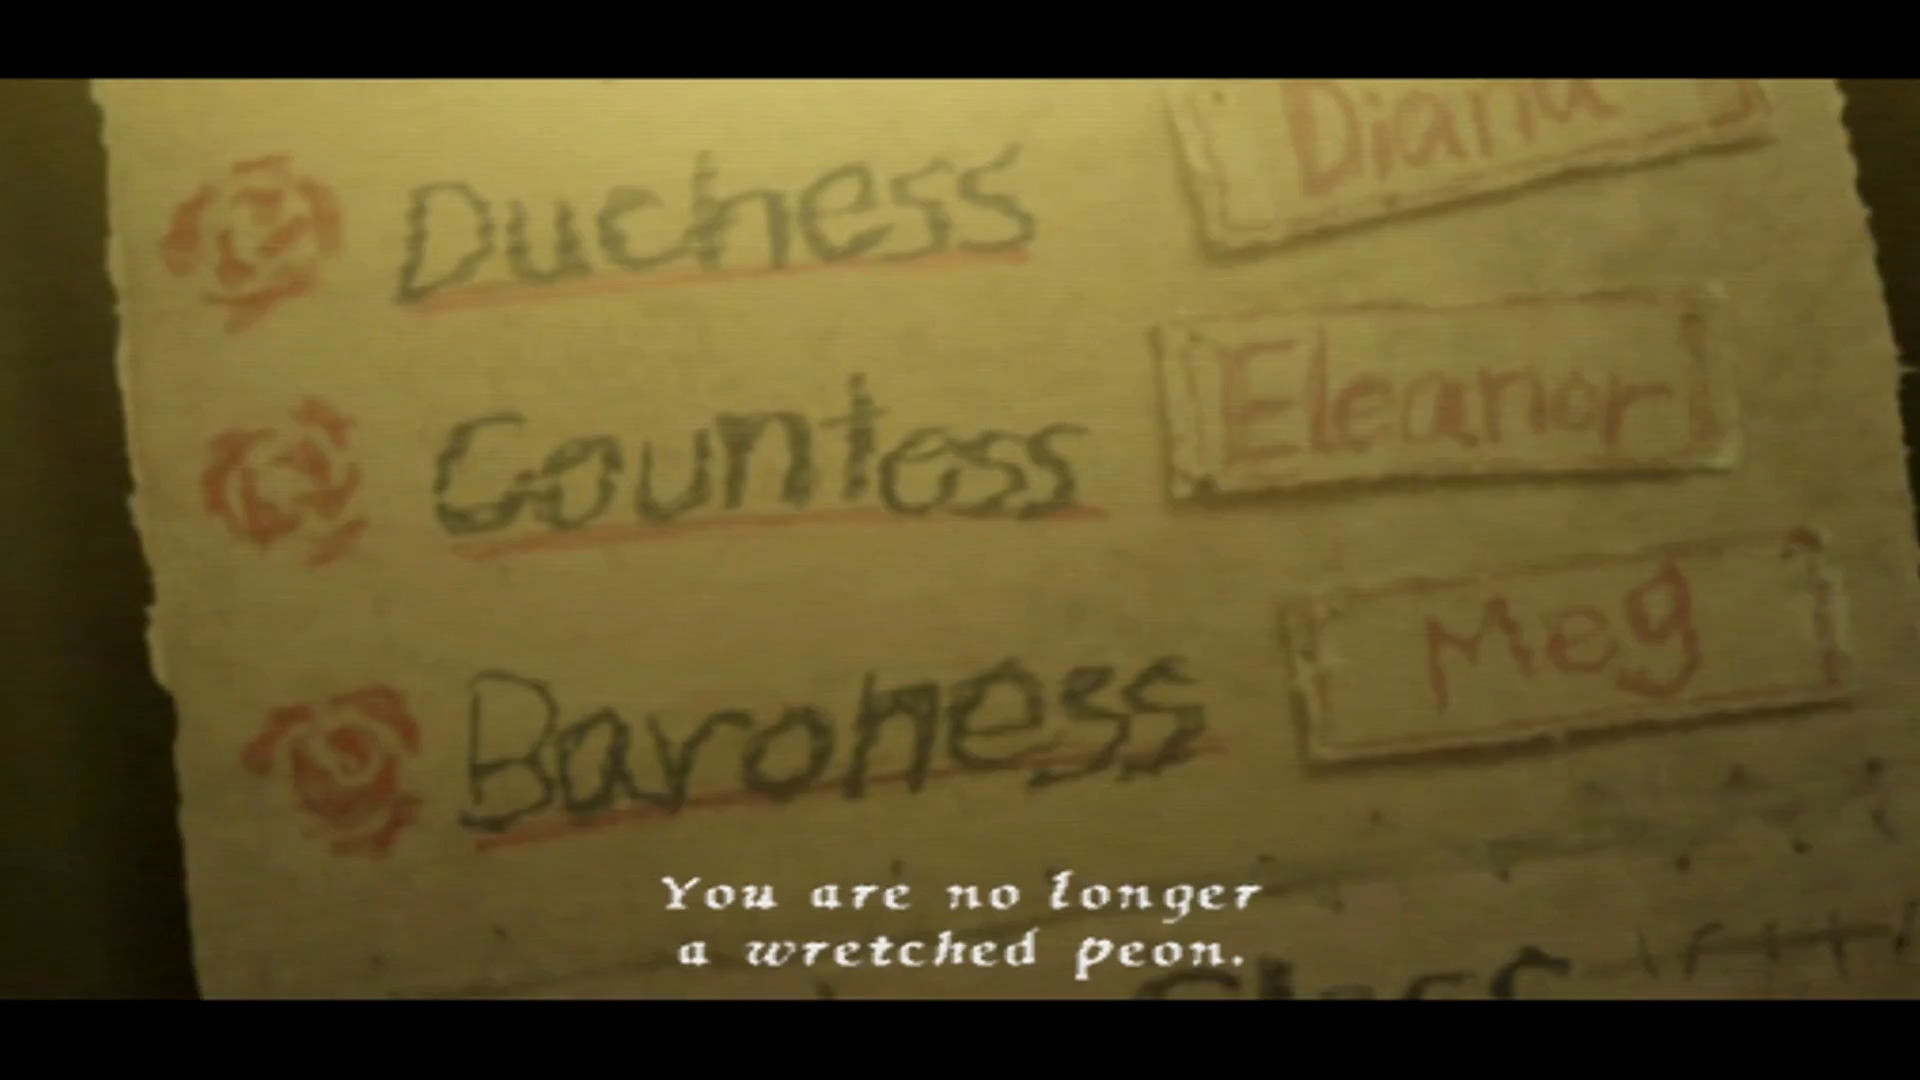 Duchess Diana
Countess Eleanor
Baroness Meg
You are no longer
a wretched peon.